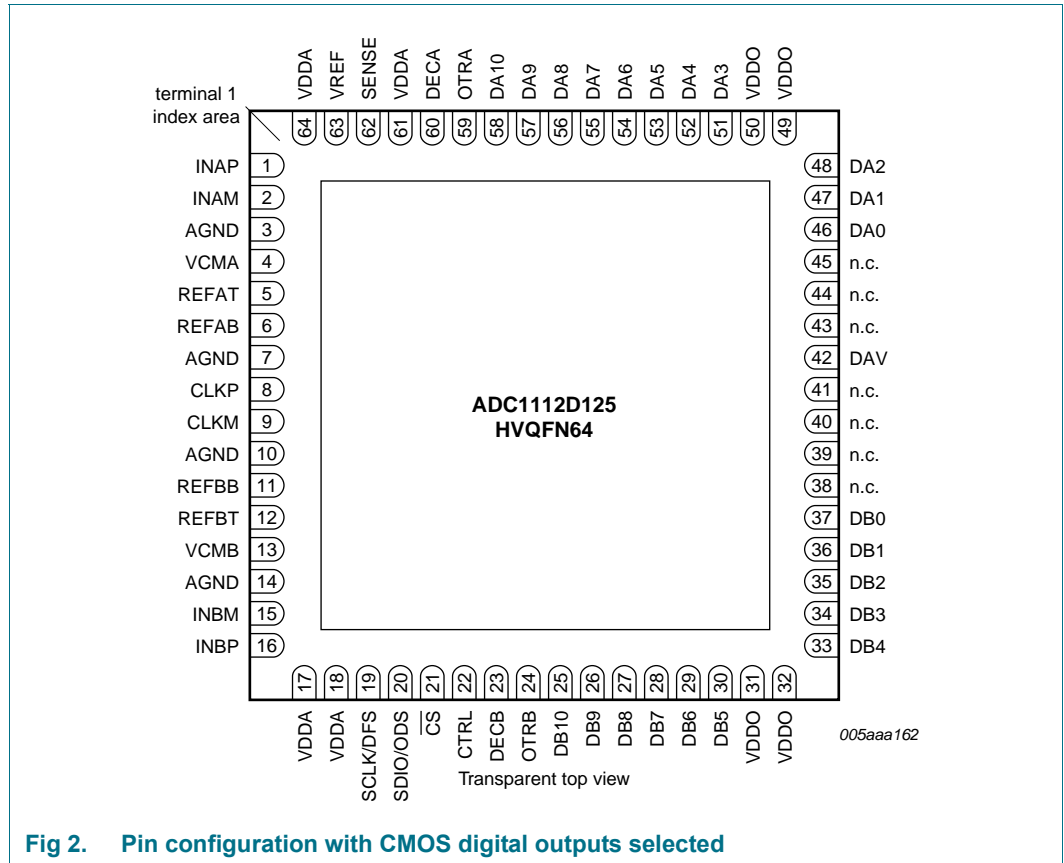 VDDA VREF SENSE VDDA DECA OTRA DA10 DA9 DA8 DA7 DA6 DA5 DA4 DA3 VDDO VDDO
terminal 1
index area
64 63 62 61 60 59 58 57 56 55 54 53 52 51 50 49
INAP 1 48 DA2
INAM 2 47 DA1
AGND 3 46 DA0
VCMA 4 45 n.c.
REFAT 5 44 n.c.
REFAB 6 43 n.c.
AGND 7 42 DAV
CLKP 8 41 n.c.
ADC1112D125
CLKM 9 40 n.c.
HVQFN64
AGND 10 39 n.c.
REFBB 11 38 n.c.
REFBT 12 37 DB0
VCMB 13 36 DB1
AGND 14 35 DB2
INBM 15 34 DB3
INBP 16 33 DB4
17 18 19 20 21 22 23 24 25 26 27 28 29 30 31 32
VDDA VDDA SCLK/DFS SDIO/ODS CS CTRL DECB OTRB DB10 DB9 DB8 DB7 DB6 DB5 VDDO VDDO
005aaa162
Transparent top view
Fig 2. Pin configuration with CMOS digital outputs selected